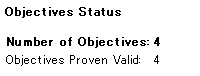 Objectives Status
Number of Objectives: 4
Objectives Proven Valid: 4